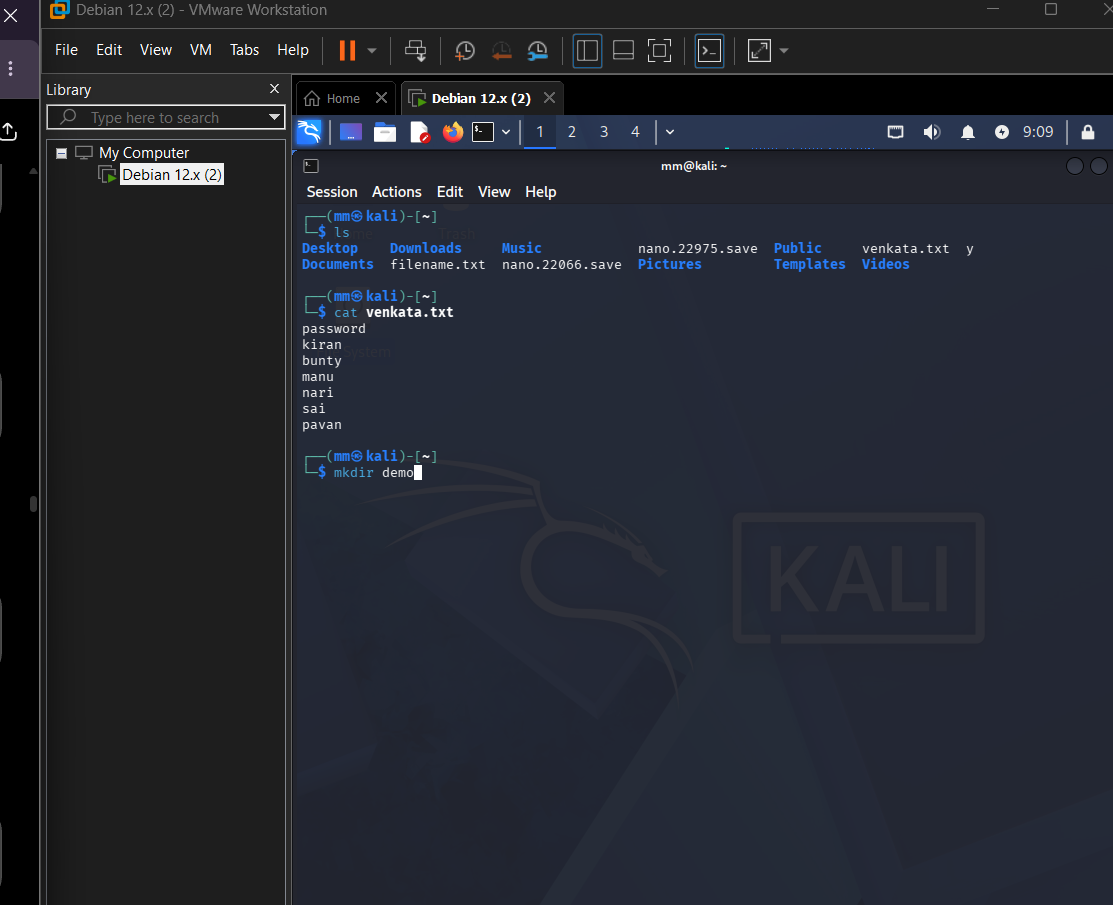 Debian 12.x (2) - VMware Workstation
File Edit View VM Tabs Help
Library
Type here to search
My Computer
Debian 12.x (2)
Home
Debian 12.x (2)
1 2 3 4
9:09
mm@kali: ~
Session Actions Edit View Help
┌──(mm㉿kali)-[~]
└─$ ls
Desktop Downloads Music nano.22975.save Public venkata.txt y
Documents filename.txt nano.22066.save Pictures Templates Videos
┌──(mm㉿kali)-[~]
└─$ cat venkata.txt
password
kiran
bunty
manu
nari
sai
pavan
┌──(mm㉿kali)-[~]
└─$ mkdir demo
Trash
System
KALI